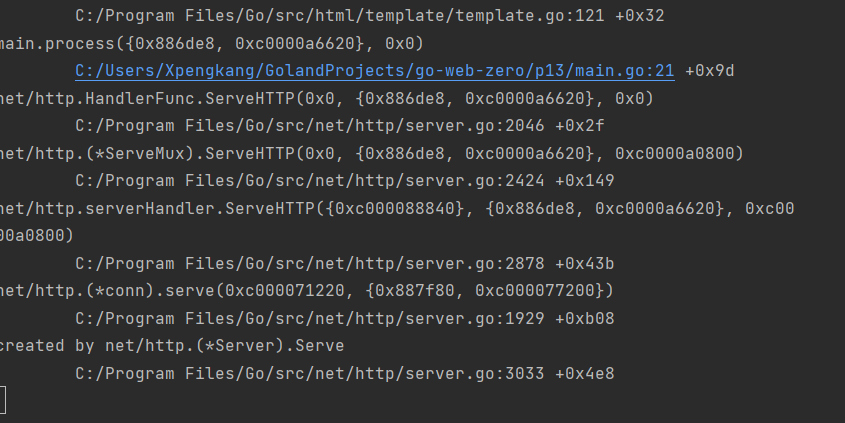 C:/Program Files/Go/src/html/template/template.go:121 +0x32
main.process({0x886de8, 0xc0000a6620}, 0x0)
C:/Users/Xpengkang/GolandProjects/go-web-zero/p13/main.go:21 +0x9d
net/http.HandlerFunc.ServeHTTP(0x0, {0x886de8, 0xc0000a6620}, 0x0)
C:/Program Files/Go/src/net/http/server.go:2046 +0x2f
net/http.(*ServeMux).ServeHTTP(0x0, {0x886de8, 0xc0000a6620}, 0xc0000a0800)
C:/Program Files/Go/src/net/http/server.go:2424 +0x149
net/http.serverHandler.ServeHTTP({0xc000088840}, {0x886de8, 0xc0000a6620}, 0xc00
00a0800)
C:/Program Files/Go/src/net/http/server.go:2878 +0x43b
net/http.(*conn).serve(0xc000071220, {0x887f80, 0xc000077200})
C:/Program Files/Go/src/net/http/server.go:1929 +0xb08
created by net/http.(*Server).Serve
C:/Program Files/Go/src/net/http/server.go:3033 +0x4e8